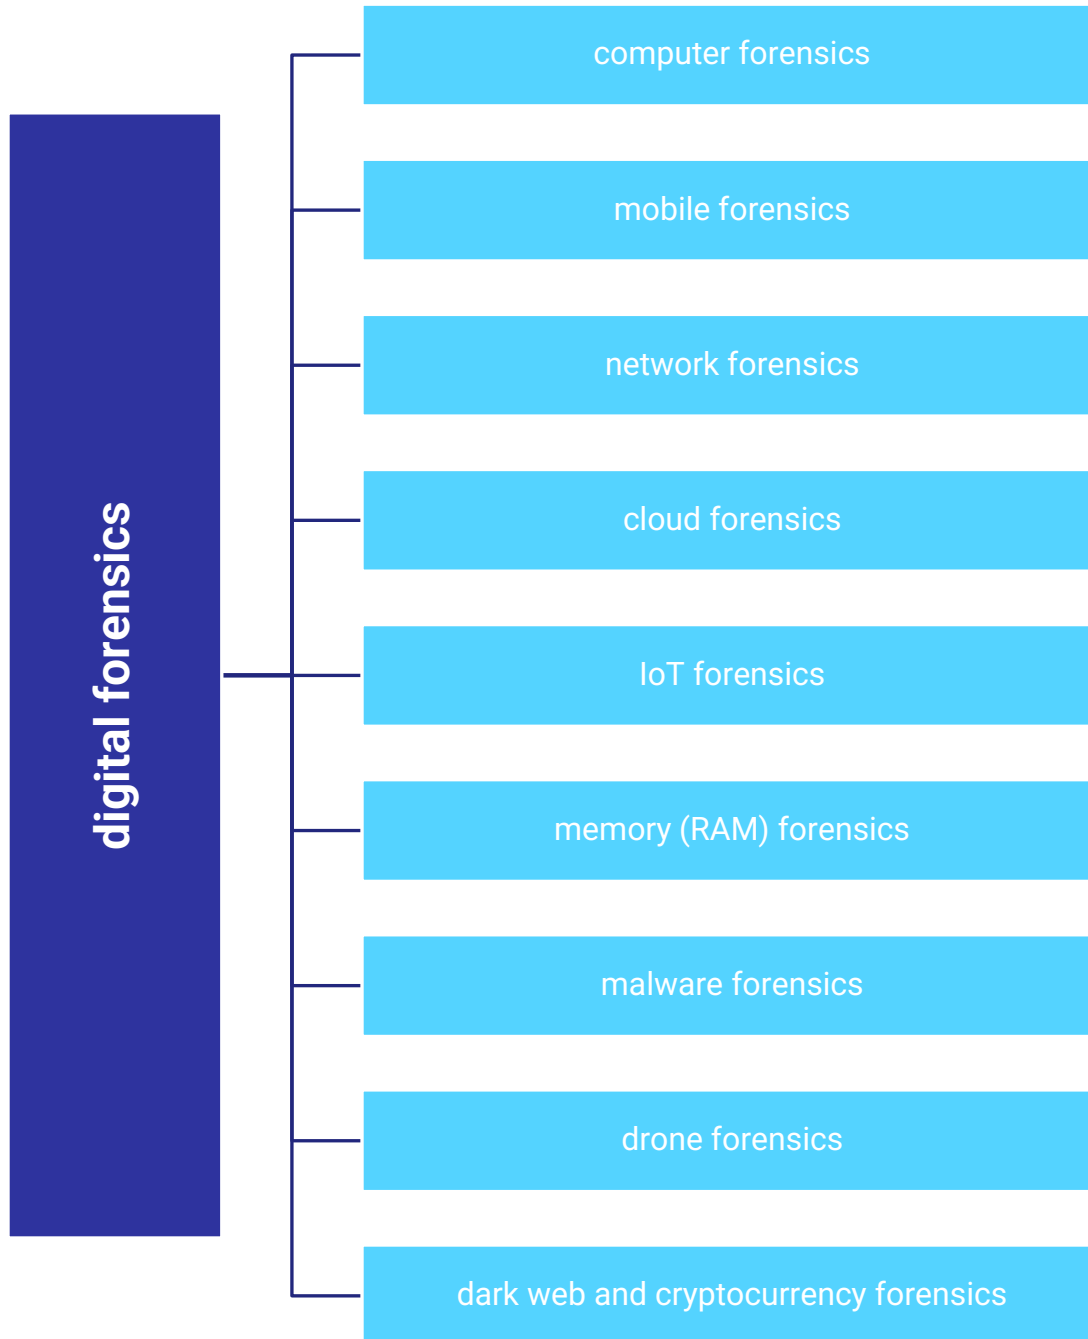 digital forensics
computer forensics
mobile forensics
network forensics
cloud forensics
IoT forensics
memory (RAM) forensics
malware forensics
drone forensics
dark web and cryptocurrency forensics